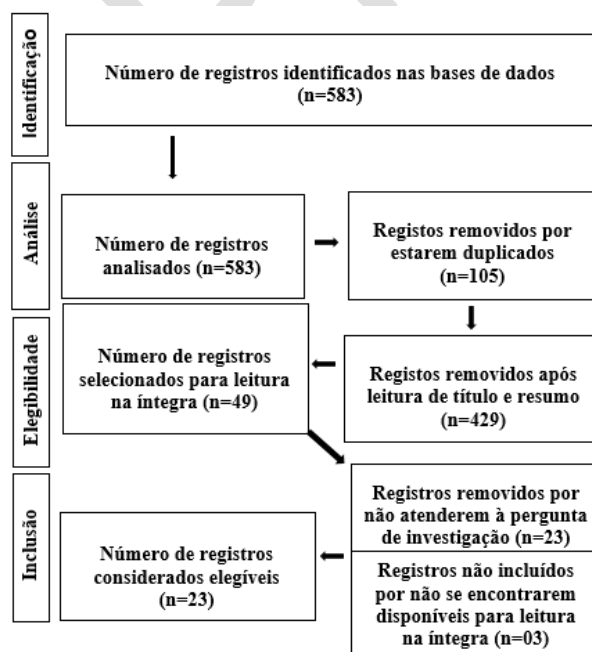 Identificação
Número de registros identificados nas bases de dados
(n=583)
Análise
Número de registros
analisados (n=583)
Registos removidos por
estarem duplicados
(n=105)
Elegibilidade
Número de registros
selecionados para leitura
na íntegra (n=49)
Registos removidos após
leitura de título e resumo
(n=429)
Inclusão
Número de registros
considerados elegíveis
(n=23)
Registros removidos por
não atenderem à pergunta
de investigação (n=23)
Registros não incluídos
por não se encontrarem
disponíveis para leitura
na íntegra (n=03)